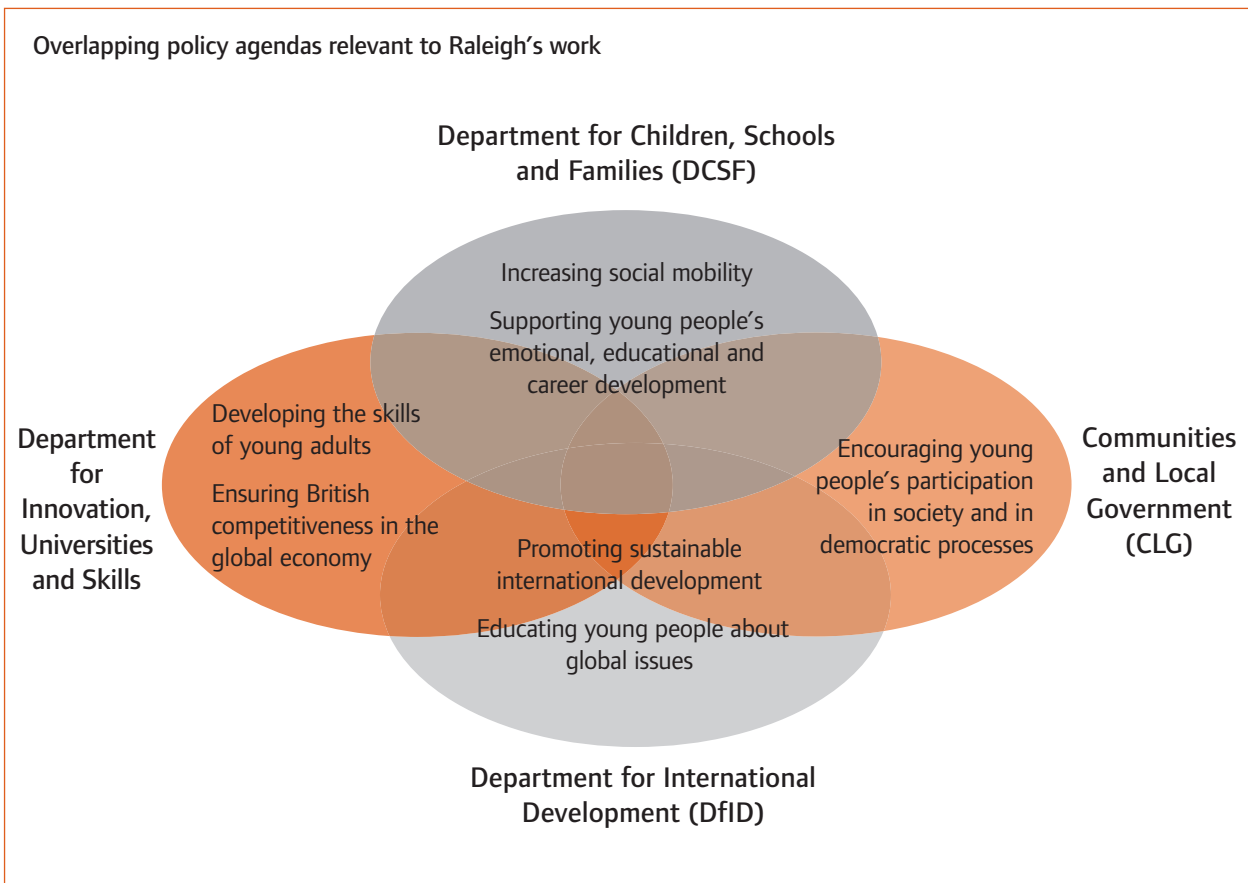 Overlapping policy agendas relevant to Raleigh's work
Department for Children, Schools
and Families (DCSF)
Increasing social mobility
Supporting young people's
emotional, educational and
career development
Department
for
Innovation,
Universities
and Skills
Developing the skills
of young adults
Ensuring British
competitiveness in the
global economy
Encouraging young
people's participation
in society and in
democratic processes
Communities
and Local
Government
(CLG)
Promoting sustainable
international development
Educating young people about
global issues
Department for International
Development (DfID)